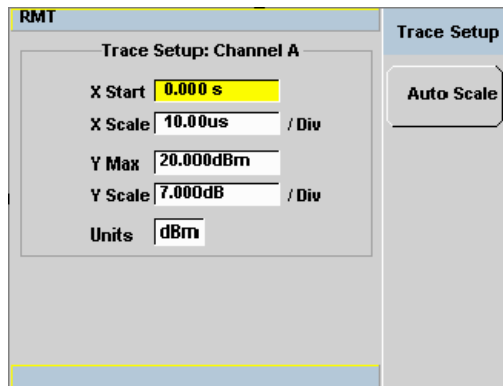 RMT
Trace Setup
Trace Setup: Channel A
Auto Scale
X Start 0.000 s
X Scale 10.00us / Div
Y Max 20.000dBm
Y Scale 7.000dB / Div
Units dBm